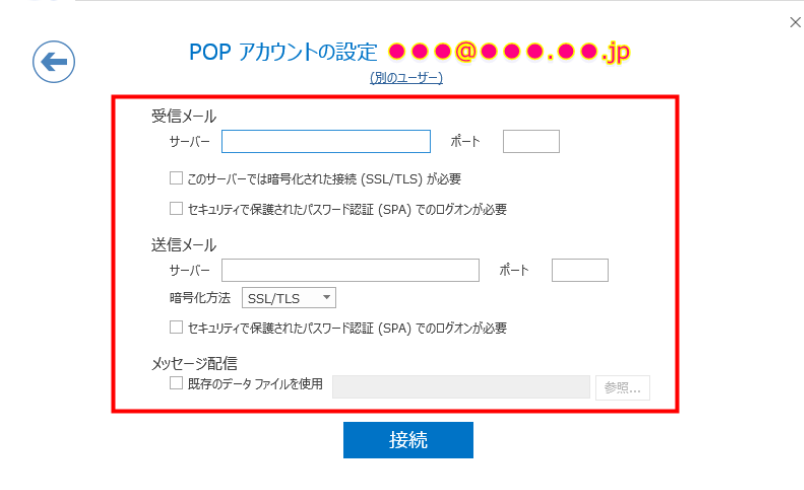 POP アカウントの設定 ●●●@●●●.●●.jp
(別のユーザー)
受信メール
サーバー ポート
このサーバーでは暗号化された接続 (SSL/TLS) が必要
セキュリティで保護されたパスワード認証 (SPA) でのログオンが必要
送信メール
サーバー ポート
暗号化方法 SSL/TLS
セキュリティで保護されたパスワード認証 (SPA) でのログオンが必要
メッセージ配信
既存のデータ ファイルを使用 参照...
接続